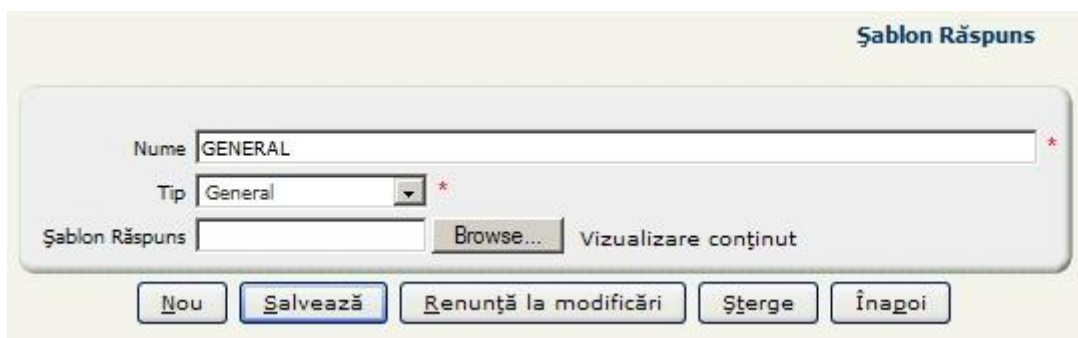 Şablon Răspuns
Nume GENERAL *
Tip General *
Şablon Răspuns Browse... Vizualizare conţinut
Nou Salvează Renunţă la modificări Şterge Înapoi